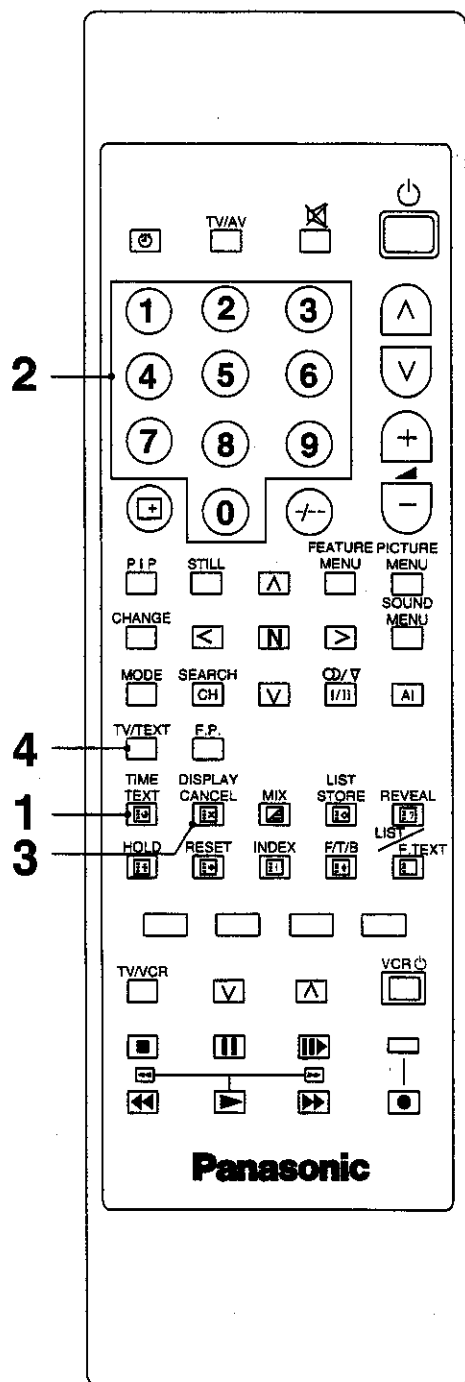 TV/AV
1 2 3
2
4 5 6
7 8 9
0 -/--
FEATURE PICTURE
PIP STILL MENU MENU
SOUND
CHANGE N MENU
MODE SEARCH
CH I/II AI
TV/TEXT F.P.
4
TIME DISPLAY LIST
TEXT CANCEL MIX STORE REVEAL
1
3
LIST
HOLD RESET INDEX F/T/B F.TEXT
TV/VCR VCR
Panasonic